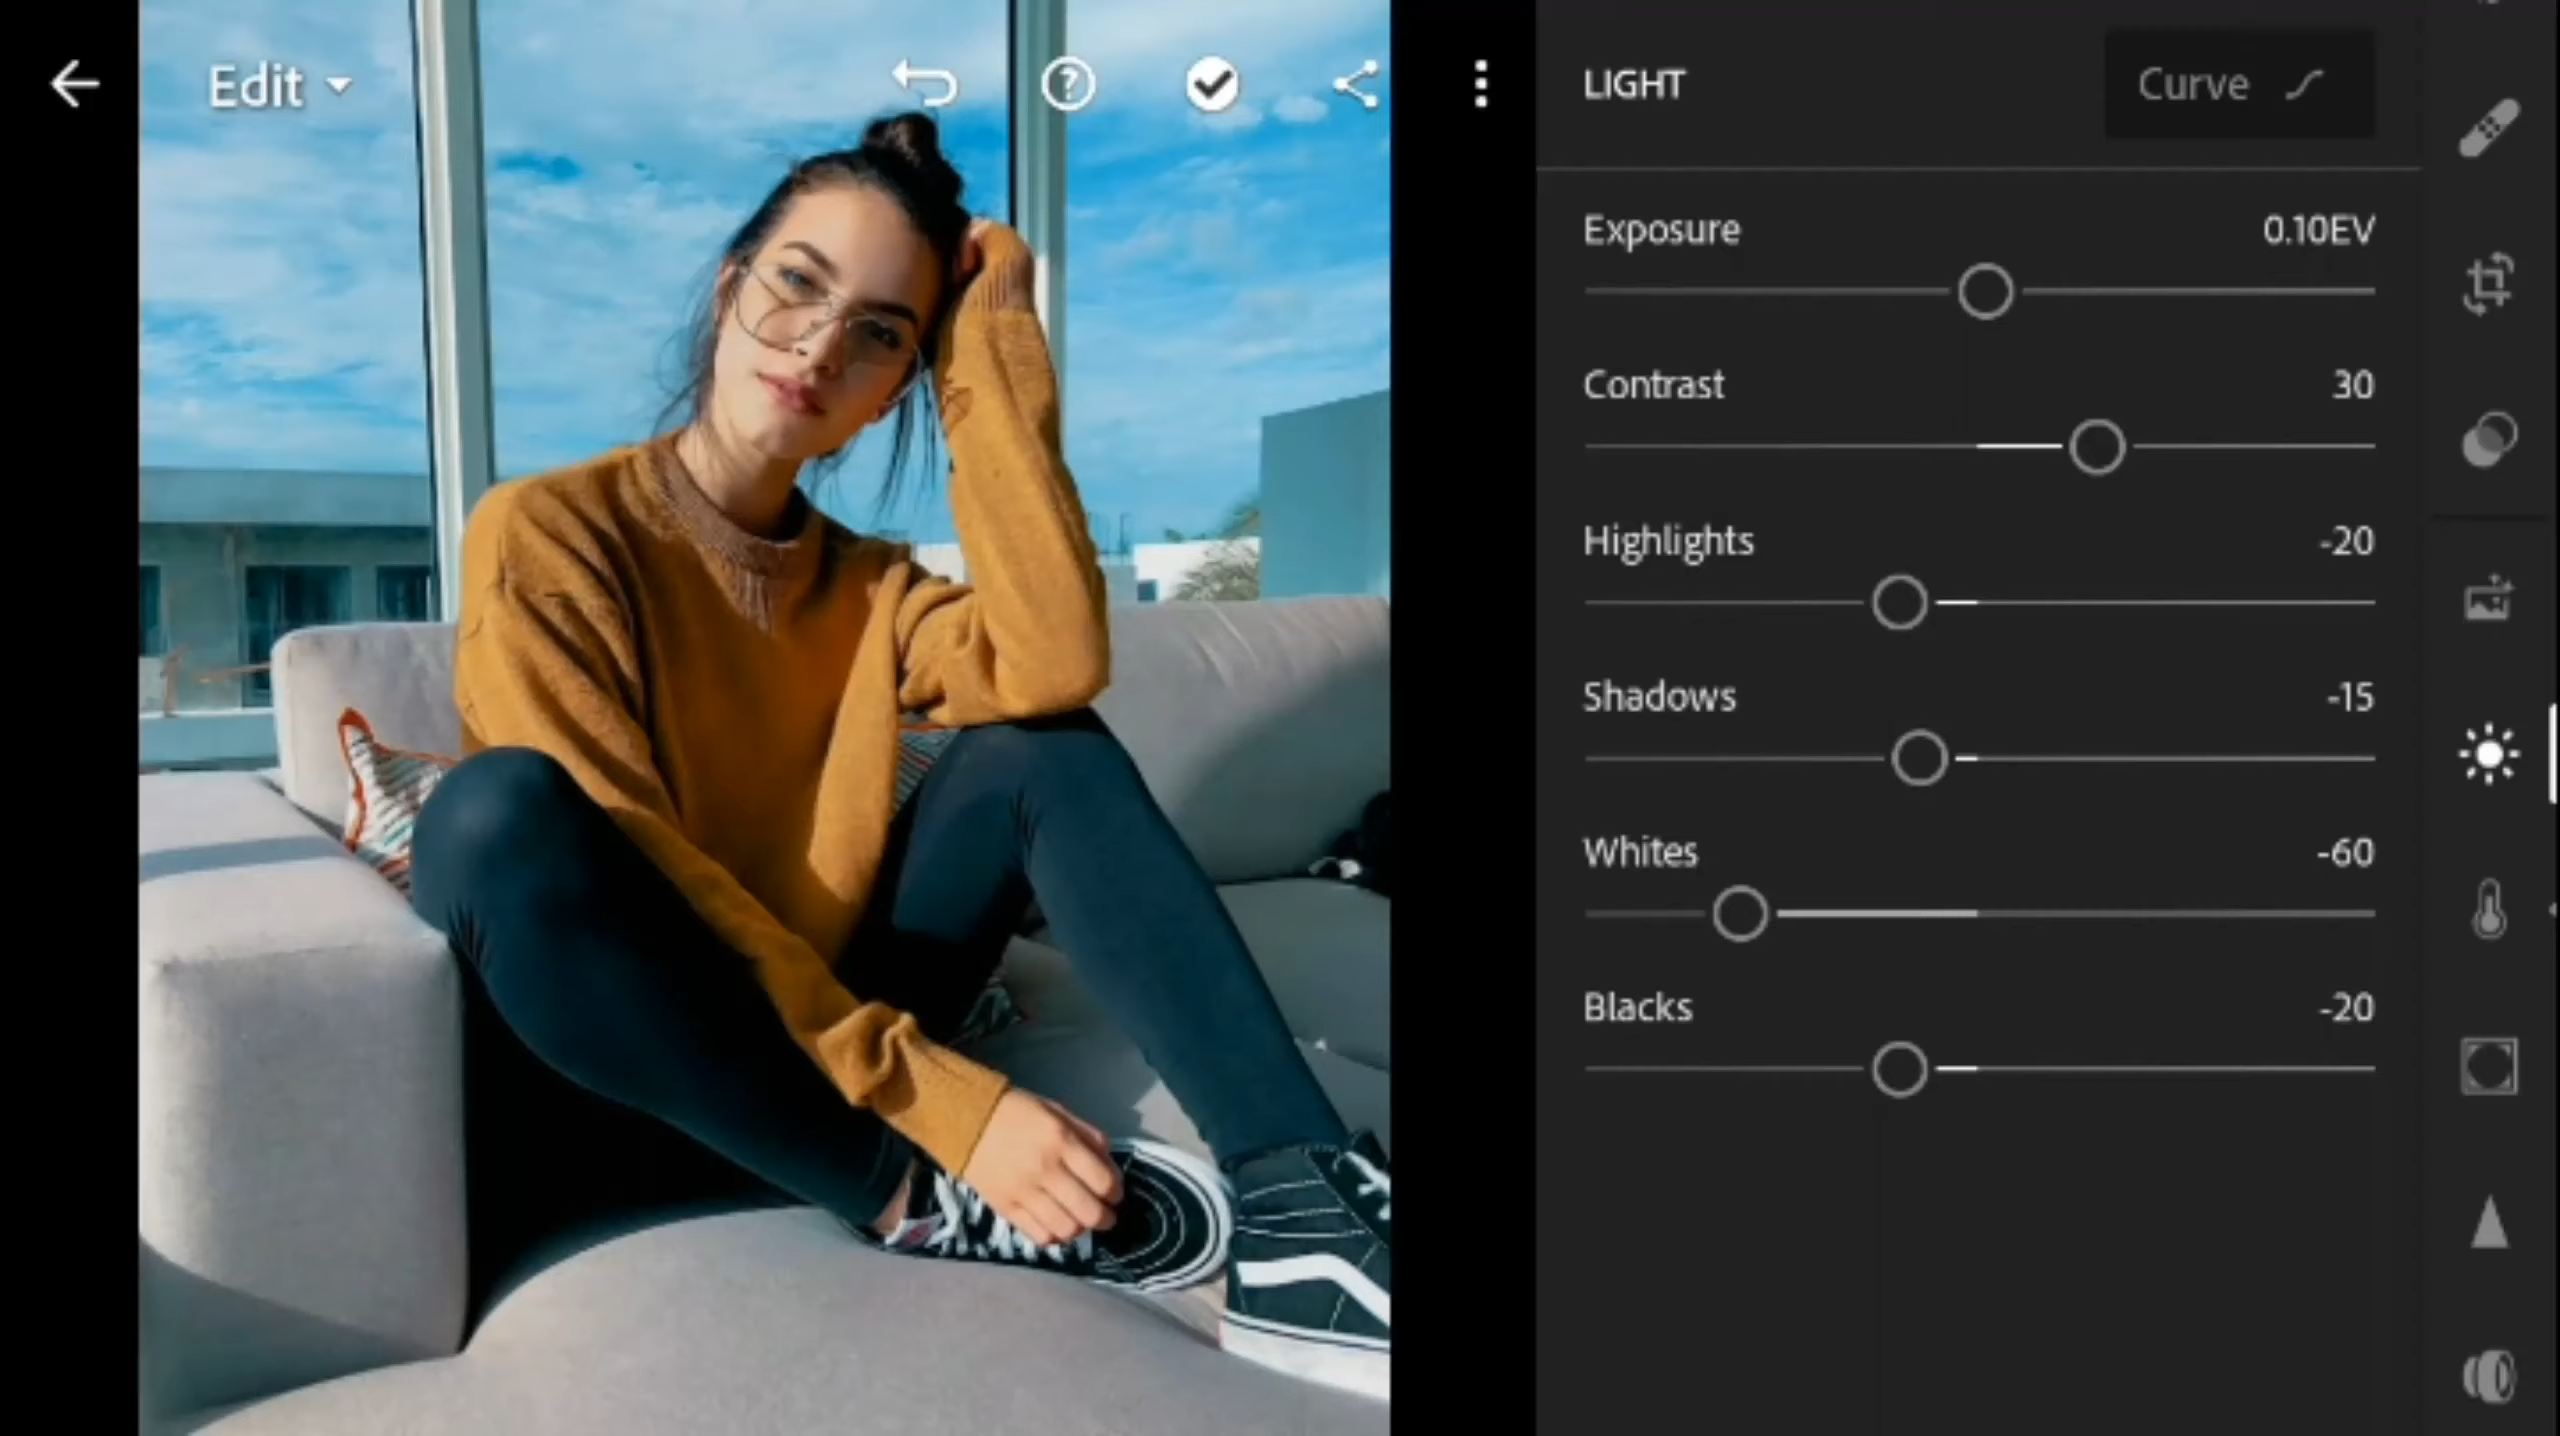 Edit
LIGHT
Curve
Exposure 0.10EV
Contrast 30
Highlights -20
Shadows -15
Whites -60
Blacks -20